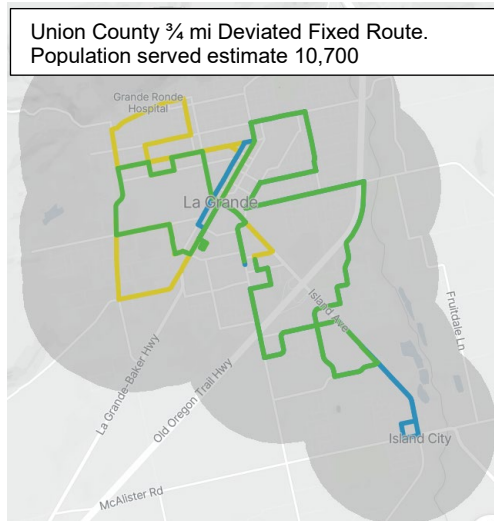 Union County ¾ mi Deviated Fixed Route.
Population served estimate 10,700
Grande Ronde
Hospital
La Grande
Island Ave
Fruitdale Ln
La Grande-Baker Hwy
Old Oregon Trail Hwy
Island City
McAlister Rd